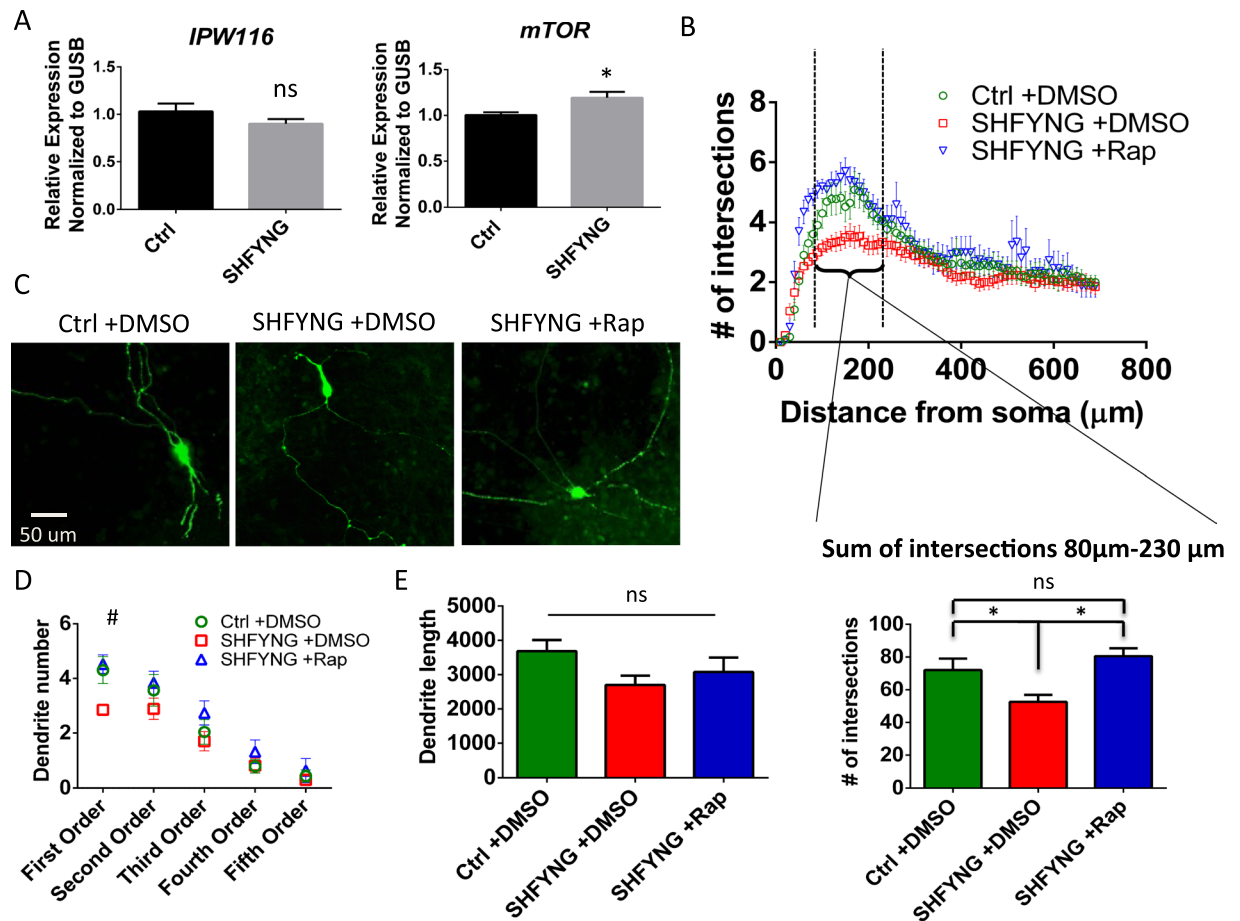 A
IPW116
Relative Expression
Normalized to GUSB
1.5
1.0
0.5
0.0
ns
Ctrl
SHFYNG
mTOR
Relative Expression
Normalized to GUSB
1.5
1.0
0.5
0.0
*
Ctrl
SHFYNG
B
# of intersections
8
6
4
2
0
Ctrl +DMSO
SHFYNG +DMSO
SHFYNG +Rap
0 200 400 600 800
Distance from soma (μm)
C
Ctrl +DMSO
SHFYNG +DMSO
SHFYNG +Rap
50 um
Sum of intersections 80μm-230 μm
ns
* *
# of intersections
100
80
60
40
20
0
Ctrl +DMSO
SHFYNG +DMSO
SHFYNG +Rap
D
Dendrite number
6
4
2
0
#
Ctrl +DMSO
SHFYNG +DMSO
SHFYNG +Rap
First Order
Second Order
Third Order
Fourth Order
Fifth Order
E
Dendrite length
5000
4000
3000
2000
1000
0
ns
Ctrl +DMSO
SHFYNG +DMSO
SHFYNG +Rap